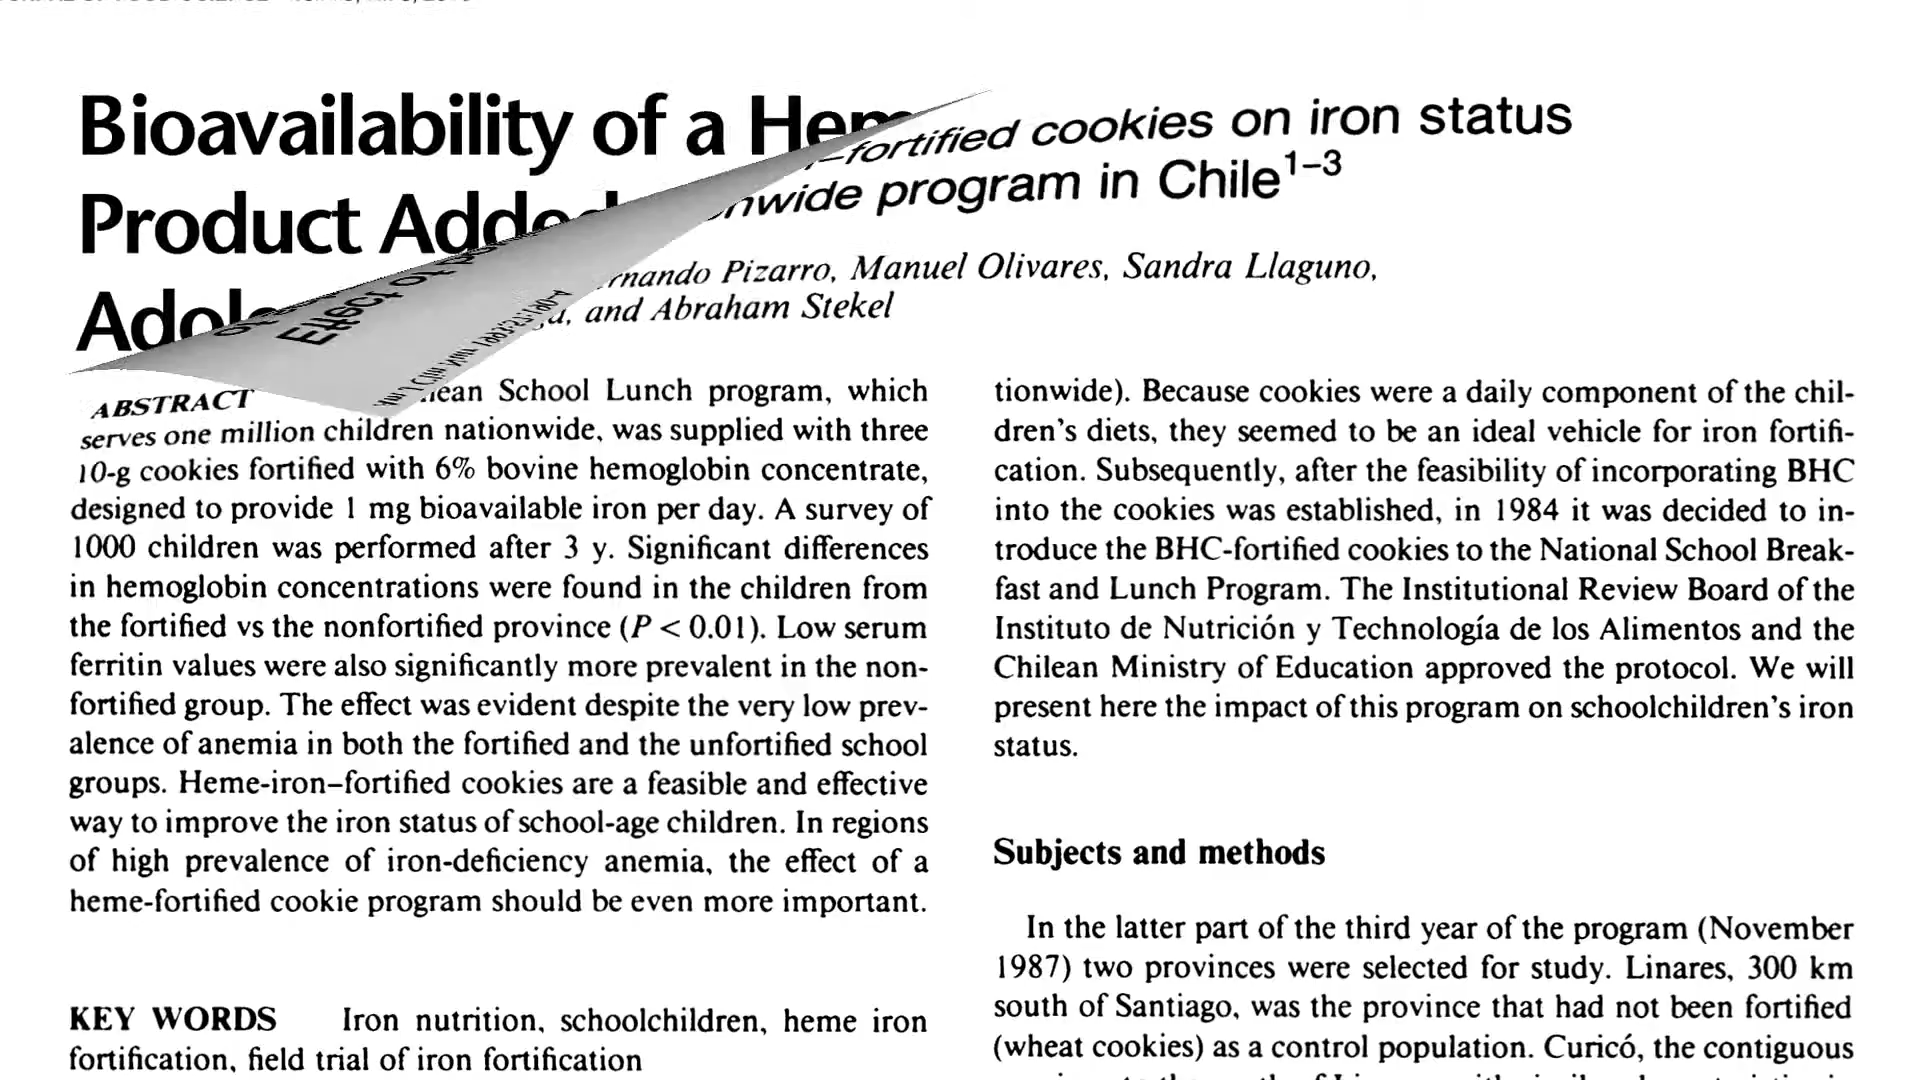 Bioavailability of a Hem
Product Added
Adol
-fortified cookies on iron status
nwide program in Chile1–3
rnando Pizarro, Manuel Olivares, Sandra Llaguno,
and Abraham Stekel
Effect of
ABSTRACT ean School Lunch program, which
serves one million children nationwide, was supplied with three
10-g cookies fortified with 6% bovine hemoglobin concentrate,
designed to provide 1 mg bioavailable iron per day. A survey of
1000 children was performed after 3 y. Significant differences
in hemoglobin concentrations were found in the children from
the fortified vs the nonfortified province (P < 0.01). Low serum
ferritin values were also significantly more prevalent in the non-
fortified group. The effect was evident despite the very low prev-
alence of anemia in both the fortified and the unfortified school
groups. Heme-iron–fortified cookies are a feasible and effective
way to improve the iron status of school-age children. In regions
of high prevalence of iron-deficiency anemia, the effect of a
heme-fortified cookie program should be even more important.
KEY WORDS Iron nutrition, schoolchildren, heme iron
fortification, field trial of iron fortification
tionwide). Because cookies were a daily component of the chil-
dren's diets, they seemed to be an ideal vehicle for iron fortifi-
cation. Subsequently, after the feasibility of incorporating BHC
into the cookies was established, in 1984 it was decided to in-
troduce the BHC-fortified cookies to the National School Break-
fast and Lunch Program. The Institutional Review Board of the
Instituto de Nutrición y Technología de los Alimentos and the
Chilean Ministry of Education approved the protocol. We will
present here the impact of this program on schoolchildren's iron
status.
Subjects and methods
In the latter part of the third year of the program (November
1987) two provinces were selected for study. Linares, 300 km
south of Santiago, was the province that had not been fortified
(wheat cookies) as a control population. Curicó, the contiguous